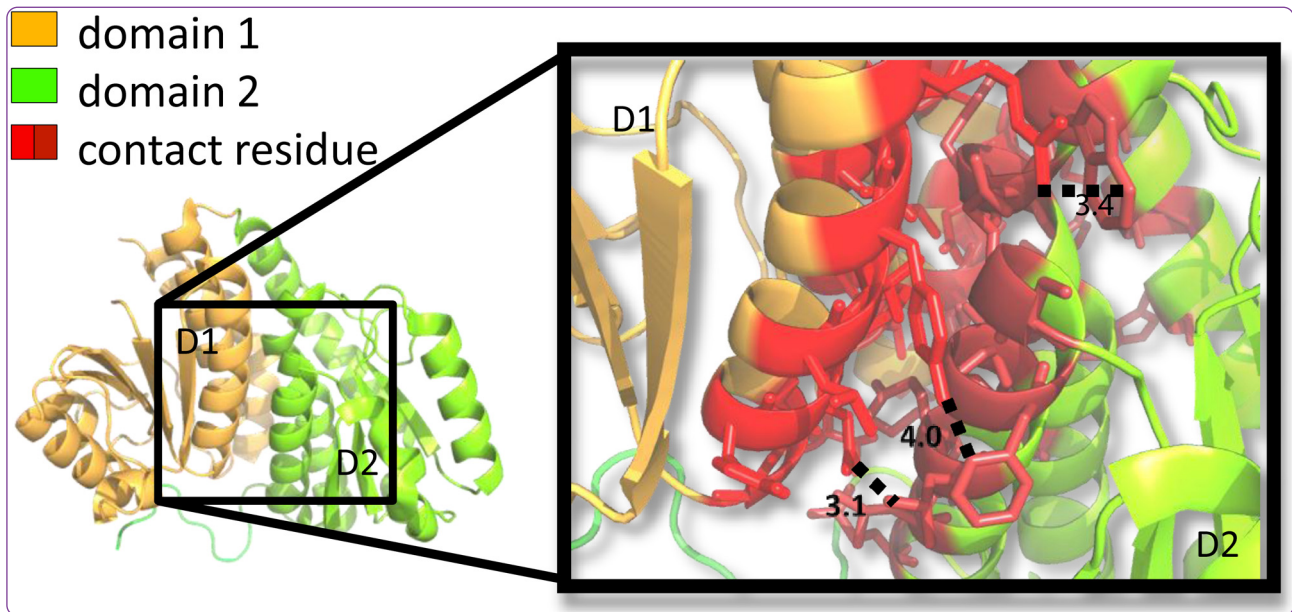 domain 1
domain 2
contact residue
D1
D2
D1
3.4
4.0
3.1
D2